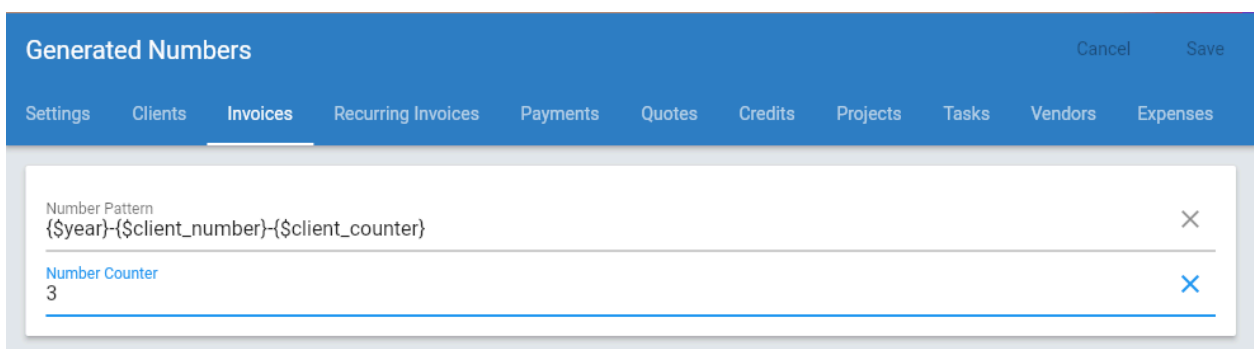 Generated Numbers Cancel Save
Settings Clients Invoices Recurring Invoices Payments Quotes Credits Projects Tasks Vendors Expenses
Number Pattern
{$year}-{$client_number}-{$client_counter}
Number Counter
3